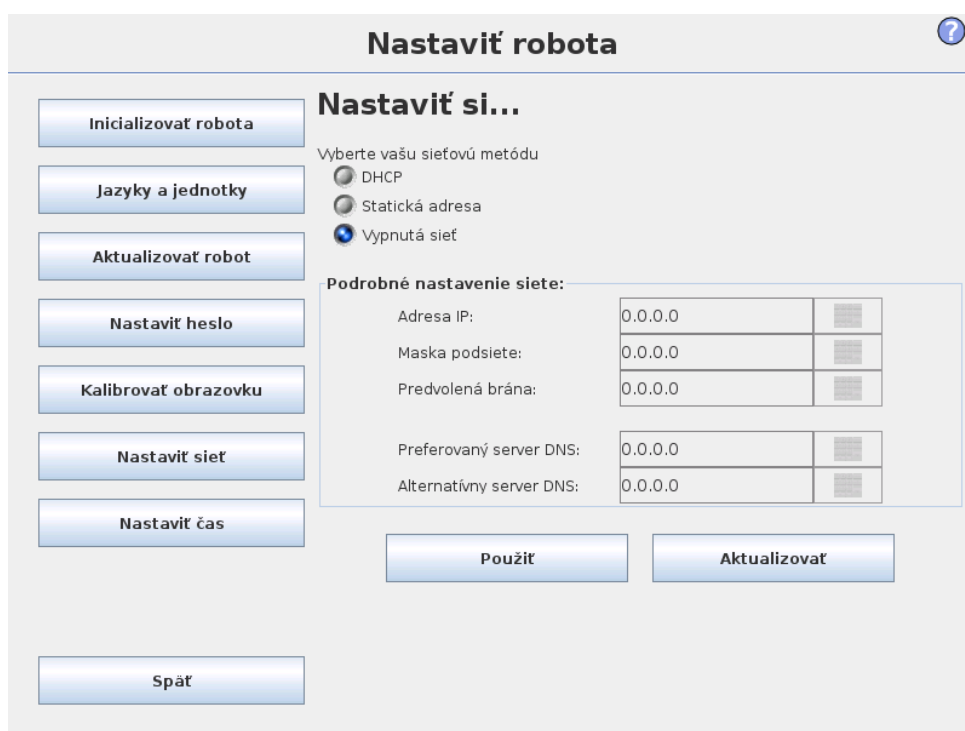 Nastaviť robota
?
Inicializovať robota
Jazyky a jednotky
Aktualizovať robot
Nastaviť heslo
Kalibrovať obrazovku
Nastaviť sieť
Nastaviť čas
Späť
Nastaviť si...
Vyberte vašu sieťovú metódu
DHCP
Statická adresa
Vypnutá sieť
Podrobné nastavenie siete:
Adresa IP: 0.0.0.0
Maska podsiete: 0.0.0.0
Predvolená brána: 0.0.0.0
Preferovaný server DNS: 0.0.0.0
Alternatívny server DNS: 0.0.0.0
Použiť Aktualizovať